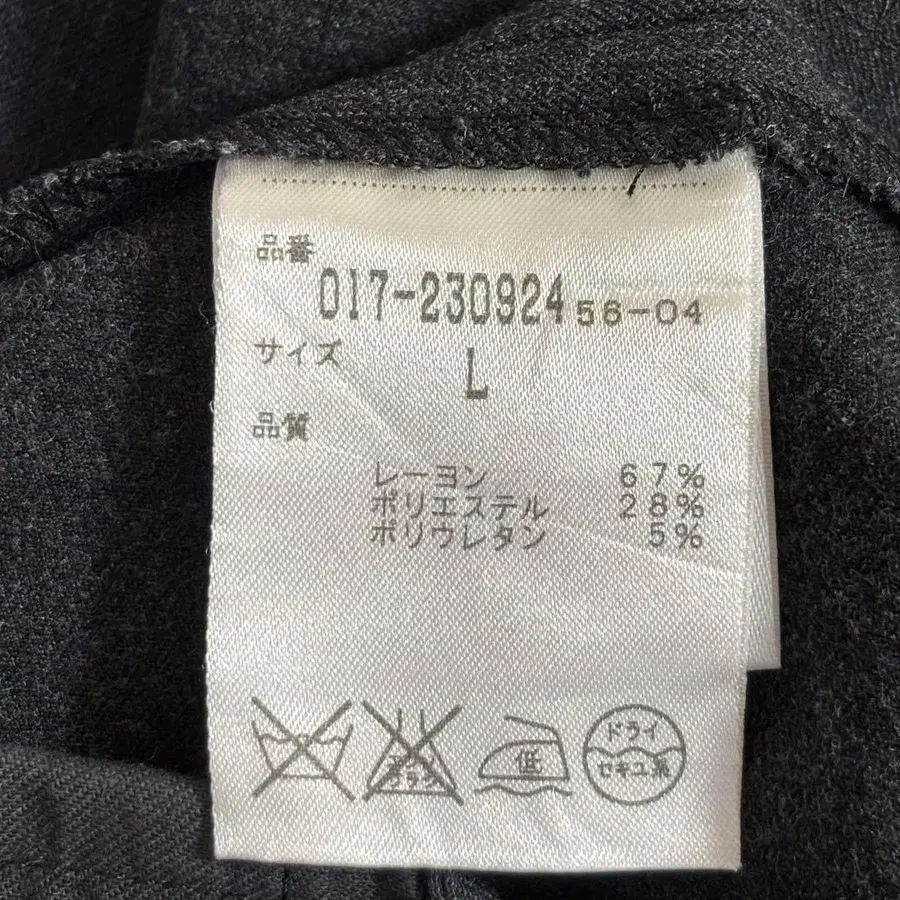 品番
017-230924 56-04
サイズ
L
品質
レーヨン 67%
ポリエステル 28%
ポリウレタン 5%
低
ドライ
セキユ系